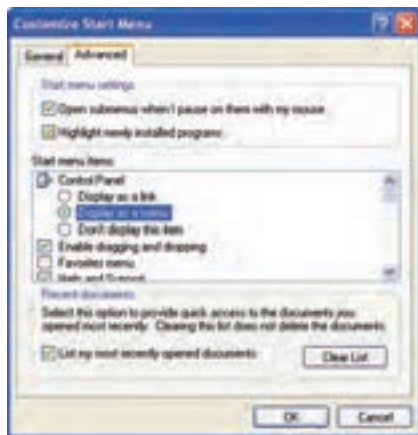 Customize Start Menu
General Advanced
Start menu settings
Open submenus when I pause on them with my mouse
Highlight newly installed programs
Start menu items:
Control Panel
Display as a link
Display as a menu
Don't display this item
Enable dragging and dropping
Favorites menu
Help and Support
Recent documents
Select this option to provide quick access to the documents you
opened most recently. Clearing this list does not delete the documents.
List my most recently opened documents
Clear List
OK Cancel